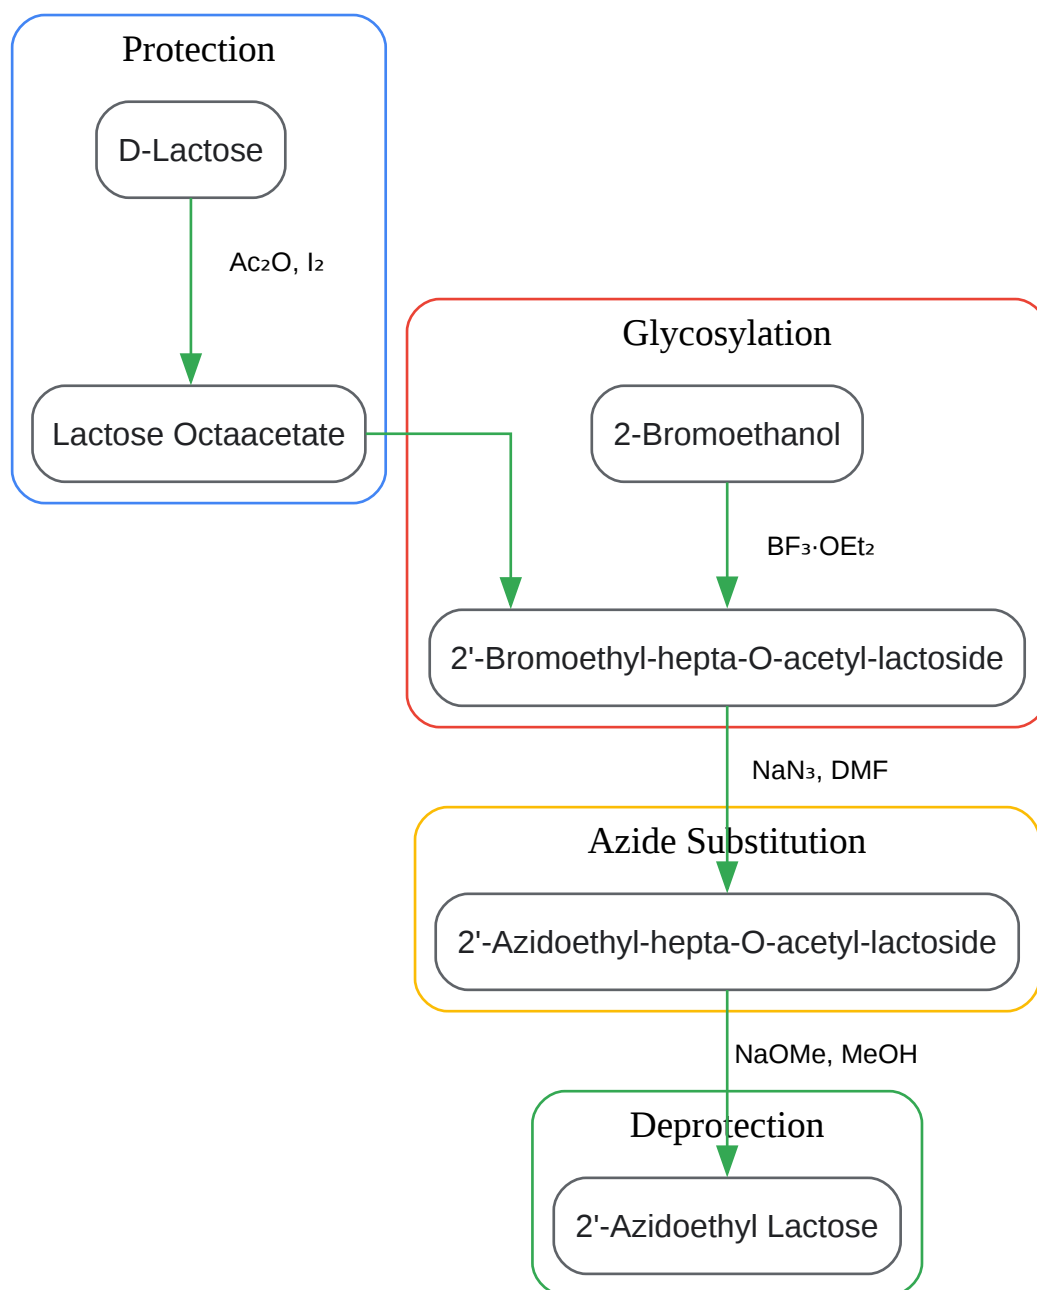 Protection
D-Lactose
Ac₂O, I₂
Lactose Octaacetate
Glycosylation
2-Bromoethanol
BF₃·OEt₂
2'-Bromoethyl-hepta-O-acetyl-lactoside
NaN₃, DMF
Azide Substitution
2'-Azidoethyl-hepta-O-acetyl-lactoside
NaOMe, MeOH
Deprotection
2'-Azidoethyl Lactose